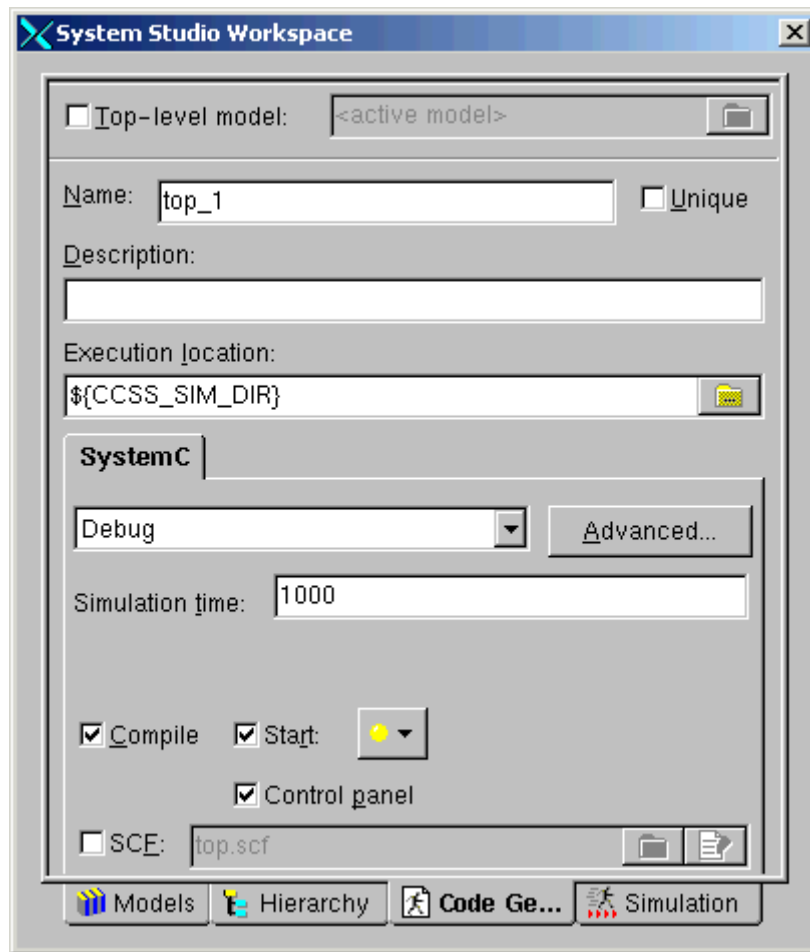 System Studio Workspace
Top-level model: <active model>
Name: top_1 Unique
Description:
Execution location:
${CCSS_SIM_DIR}
SystemC
Debug Advanced...
Simulation time: 1000
Compile Start:
Control panel
SCF: top.scf
Models Hierarchy Code Ge... Simulation